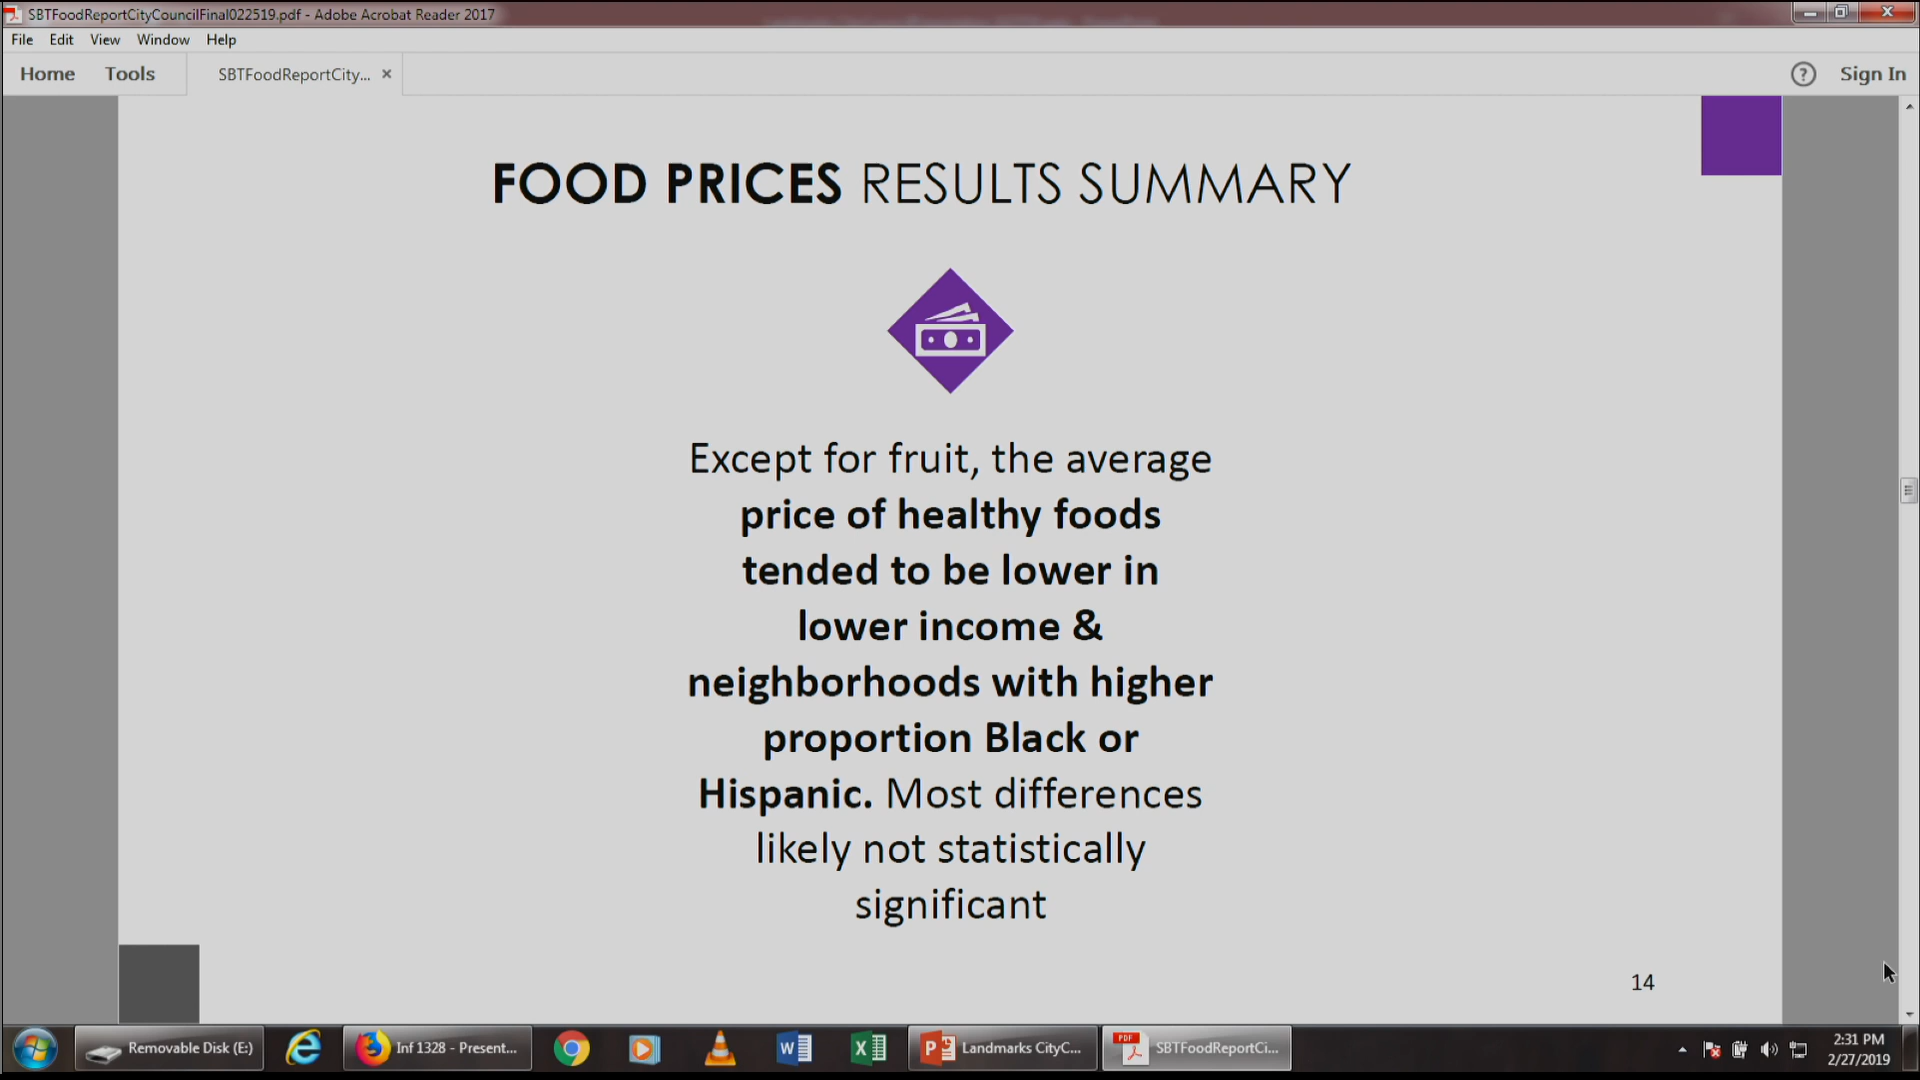 SBTFoodReportCityCouncilFinal022519.pdf - Adobe Acrobat Reader 2017
File Edit View Window Help
Home Tools SBTFoodReportCity... × ? Sign In
FOOD PRICES RESULTS SUMMARY
Except for fruit, the average
price of healthy foods
tended to be lower in
lower income &
neighborhoods with higher
proportion Black or
Hispanic. Most differences
likely not statistically
significant
14
Removable Disk (E:) Inf 1328 - Present... Landmarks CityC... PDF SBTFoodReportCi... 2:31 PM
2/27/2019